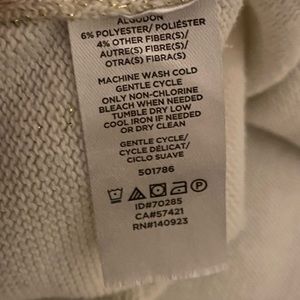 ALGODON
6% POLYESTER/ POLIÉSTER
4% OTHER FIBER(S)/
AUTRE(S) FIBRE(S)/
OTRA(S) FIBRA(S)
MACHINE WASH COLD
GENTLE CYCLE
ONLY NON-CHLORINE
BLEACH WHEN NEEDED
TUMBLE DRY LOW
COOL IRON IF NEEDED
OR DRY CLEAN
GENTLE CYCLE/
CYCLE DÉLICAT/
CICLO SUAVE
501786
ID#70285
CA#57421
RN#140923